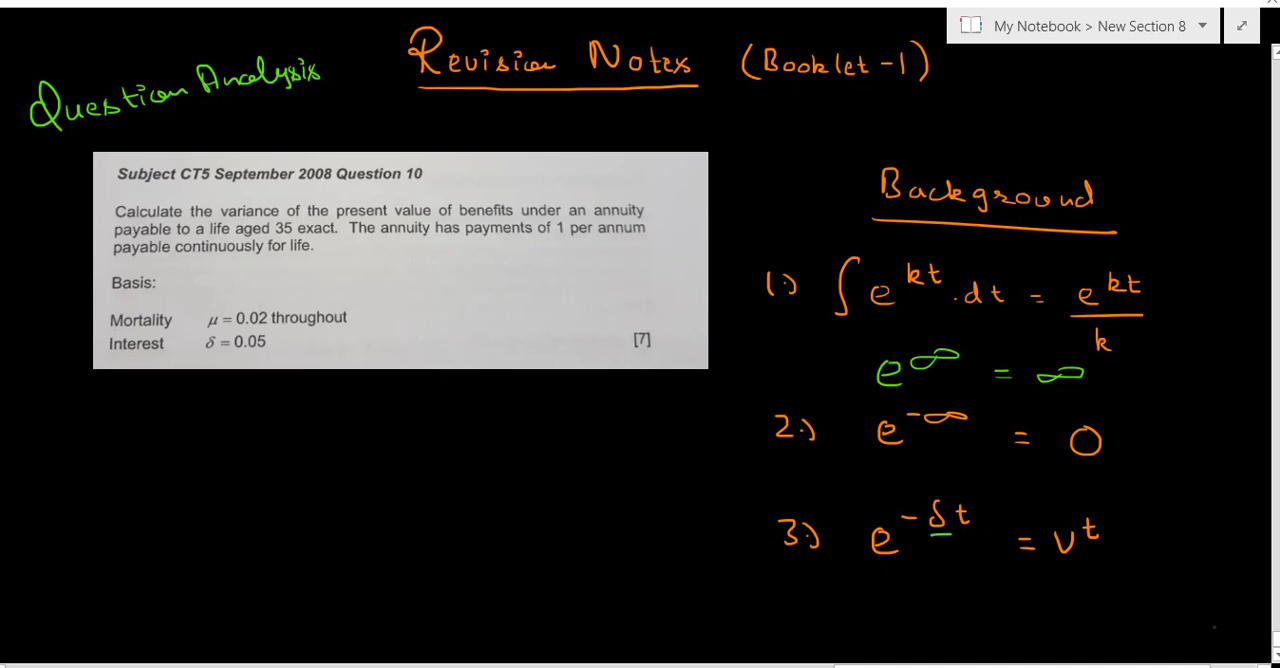 My Notebook > New Section 8
Revision Notes (Booklet-1)
Question Analysis
Subject CT5 September 2008 Question 10
Calculate the variance of the present value of benefits under an annuity
payable to a life aged 35 exact. The annuity has payments of 1 per annum
payable continuously for life.
Basis:
Mortality μ = 0.02 throughout
Interest δ = 0.05 [7]
Background
1.) ∫ e^kt . dt = e^kt / k
e^∞ = ∞
2.) e^-∞ = 0
3.) e^-δt = v^t